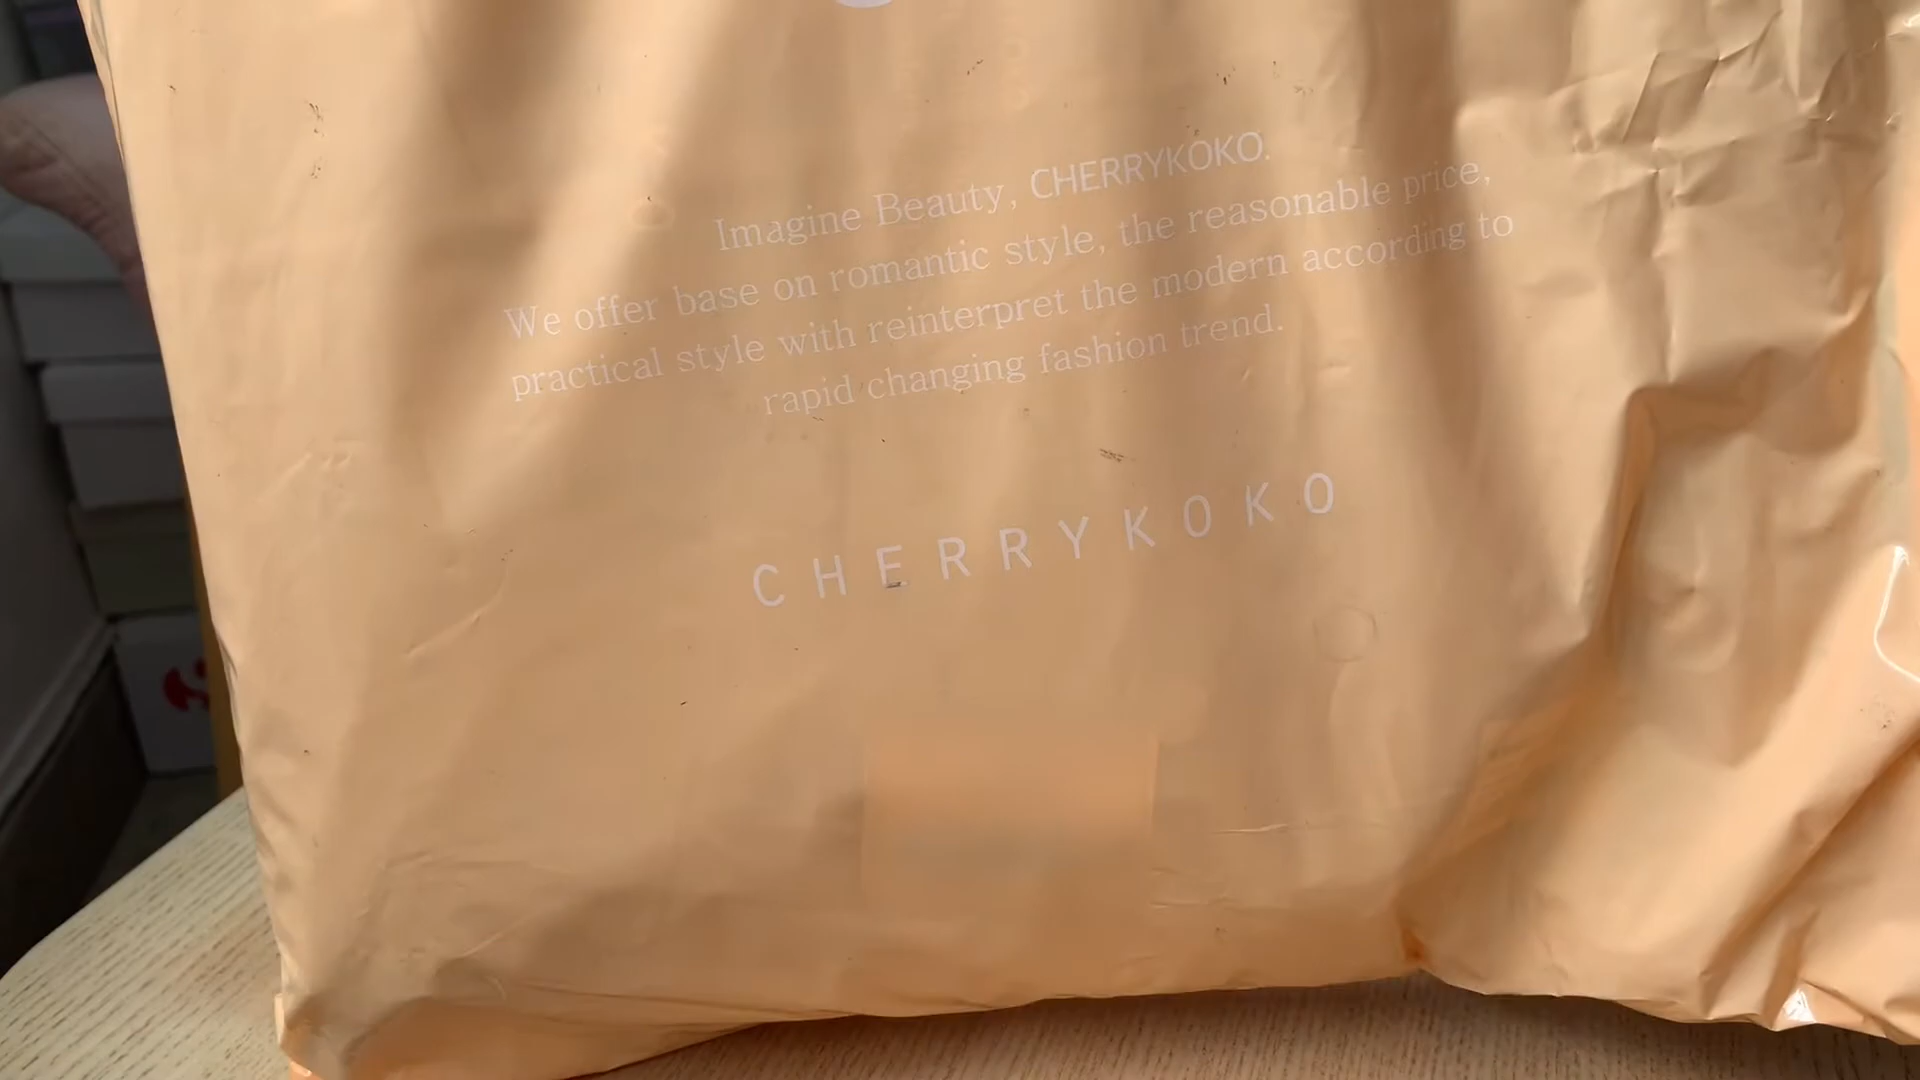 Imagine Beauty, CHERRYKOKO.
We offer base on romantic style, the reasonable price,
practical style with reinterpret the modern according to
rapid changing fashion trend.
CHERRYKOKO